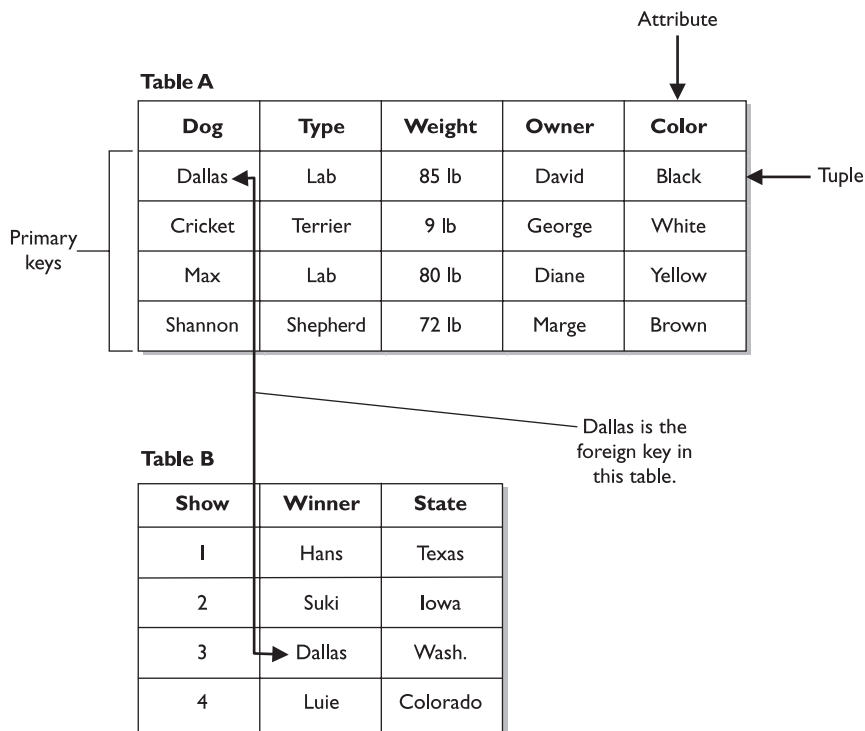 Attribute
Table A
Dog Type Weight Owner Color
Dallas Lab 85 lb David Black
Tuple
Cricket Terrier 9 lb George White
Primary
keys
Max Lab 80 lb Diane Yellow
Shannon Shepherd 72 lb Marge Brown
Dallas is the
foreign key in
this table.
Table B
Show Winner State
1 Hans Texas
2 Suki Iowa
3 Dallas Wash.
4 Luie Colorado